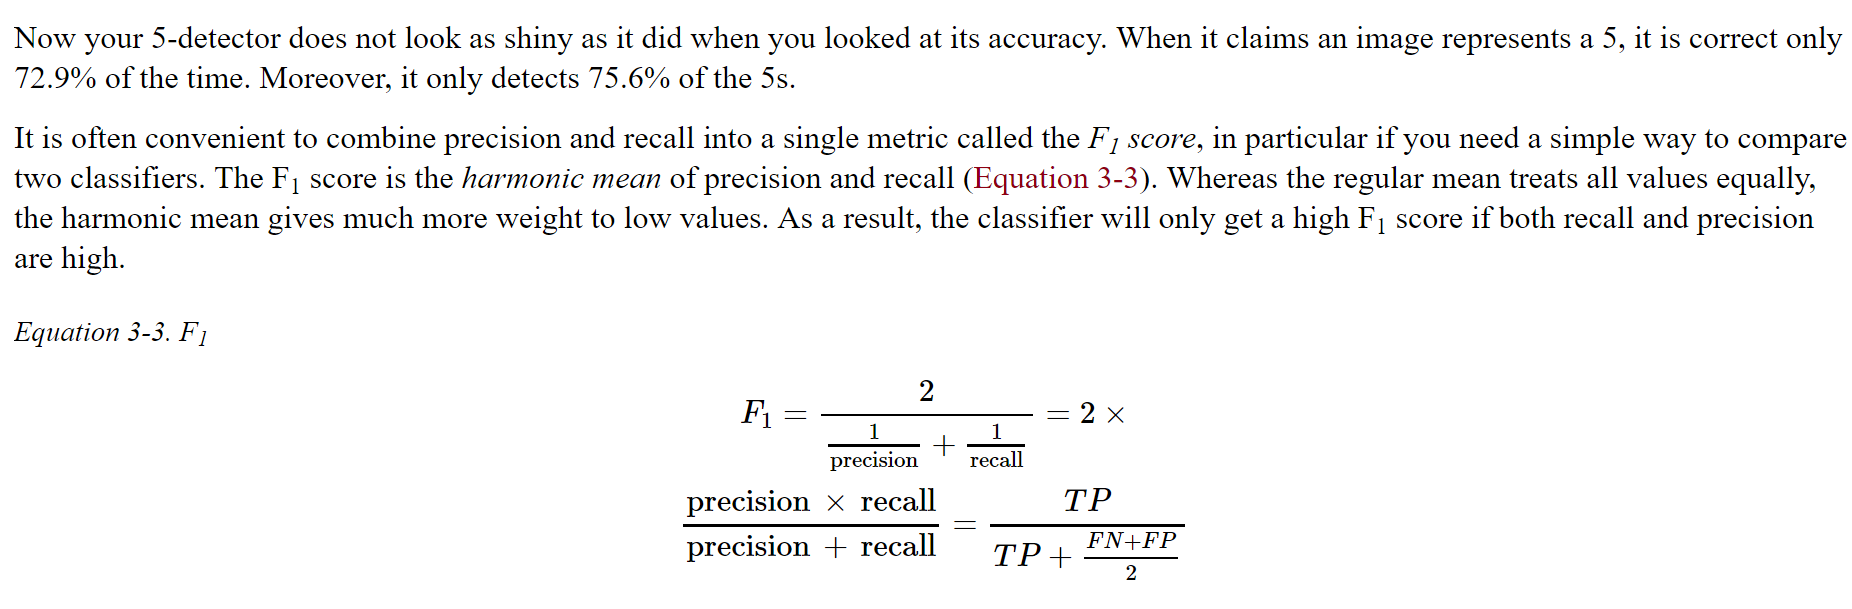 Now your 5-detector does not look as shiny as it did when you looked at its accuracy. When it claims an image represents a 5, it is correct only
72.9% of the time. Moreover, it only detects 75.6% of the 5s.
It is often convenient to combine precision and recall into a single metric called the F₁ score, in particular if you need a simple way to compare
two classifiers. The F₁ score is the harmonic mean of precision and recall (Equation 3-3). Whereas the regular mean treats all values equally,
the harmonic mean gives much more weight to low values. As a result, the classifier will only get a high F₁ score if both recall and precision
are high.
Equation 3-3. F₁
F₁ = 2 / (1/precision + 1/recall) = 2 ×
(precision × recall) / (precision + recall) = TP / (TP + (FN+FP)/2)